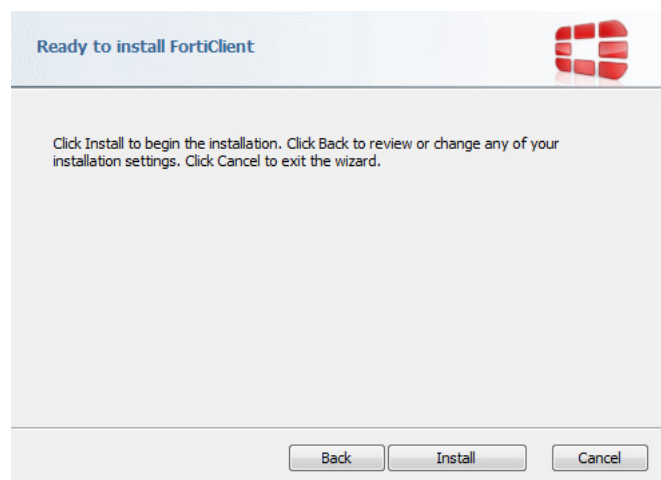 Ready to install FortiClient
Click Install to begin the installation. Click Back to review or change any of your
installation settings. Click Cancel to exit the wizard.
Back Install Cancel